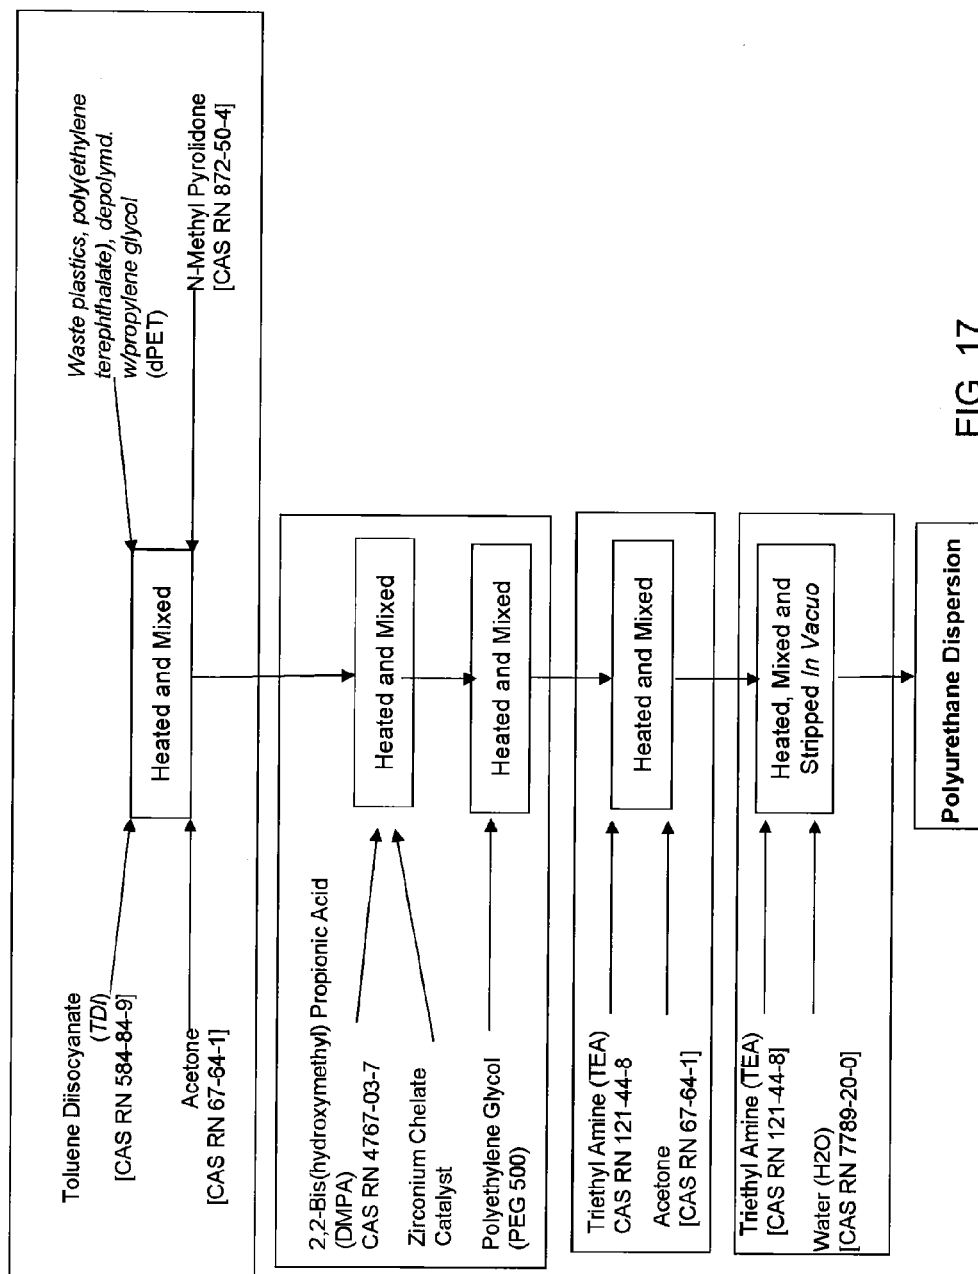 Toluene Diisocyanate
(TDI)
[CAS RN 584-84-9]
Acetone
[CAS RN 67-64-1]
Heated and Mixed
Waste plastics, poly(ethylene
terephthalate), depolymd.
w/propylene glycol
(dPET)
N-Methyl Pyrolidone
[CAS RN 872-50-4]
2,2-Bis(hydroxymethyl) Propionic Acid
(DMPA)
CAS RN 4767-03-7
Zirconium Chelate
Catalyst
Heated and Mixed
Polyethylene Glycol
(PEG 500)
Heated and Mixed
Triethyl Amine (TEA)
CAS RN 121-44-8
Acetone
[CAS RN 67-64-1]
Heated and Mixed
Triethyl Amine (TEA)
[CAS RN 121-44-8]
Water (H2O)
[CAS RN 7789-20-0]
Heated, Mixed and
Stripped In Vacuo
Polyurethane Dispersion
FIG. 17